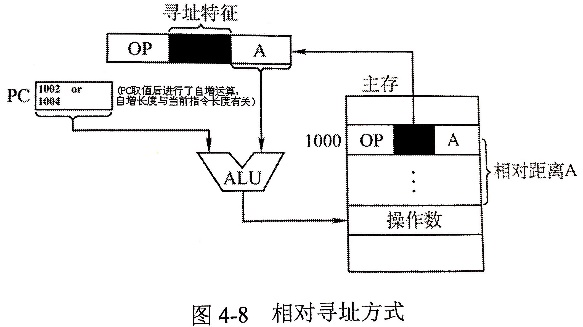 寻址特征
OP A
PC 1002 or
1004
(PC取值后进行了自增运算,
自增长度与当前指令长度有关)
主存
1000 OP A
ALU
⋮
相对距离A
操作数
图 4-8 相对寻址方式